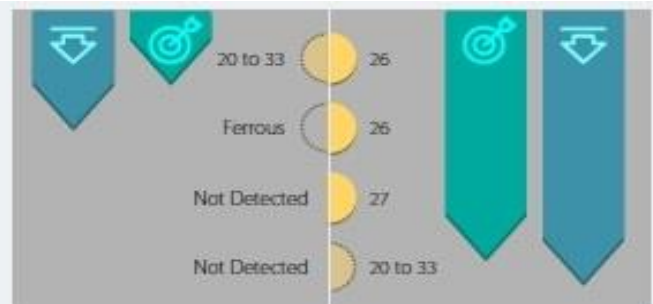 20 to 33 26
Ferrous 26
Not Detected 27
Not Detected 20 to 33